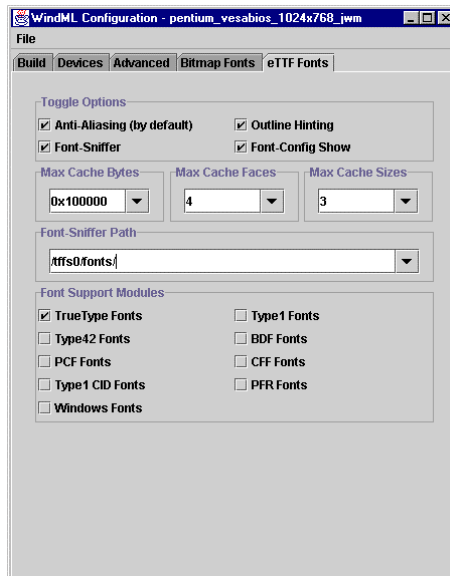 WindML Configuration - pentium_vesabios_1024x768_jwm
File
Build Devices Advanced Bitmap Fonts eTTF Fonts
Toggle Options
Anti-Aliasing (by default) Outline Hinting
Font-Sniffer Font-Config Show
Max Cache Bytes Max Cache Faces Max Cache Sizes
0x100000 4 3
Font-Sniffer Path
/tffs0/fonts/
Font Support Modules
TrueType Fonts Type1 Fonts
Type42 Fonts BDF Fonts
PCF Fonts CFF Fonts
Type1 CID Fonts PFR Fonts
Windows Fonts